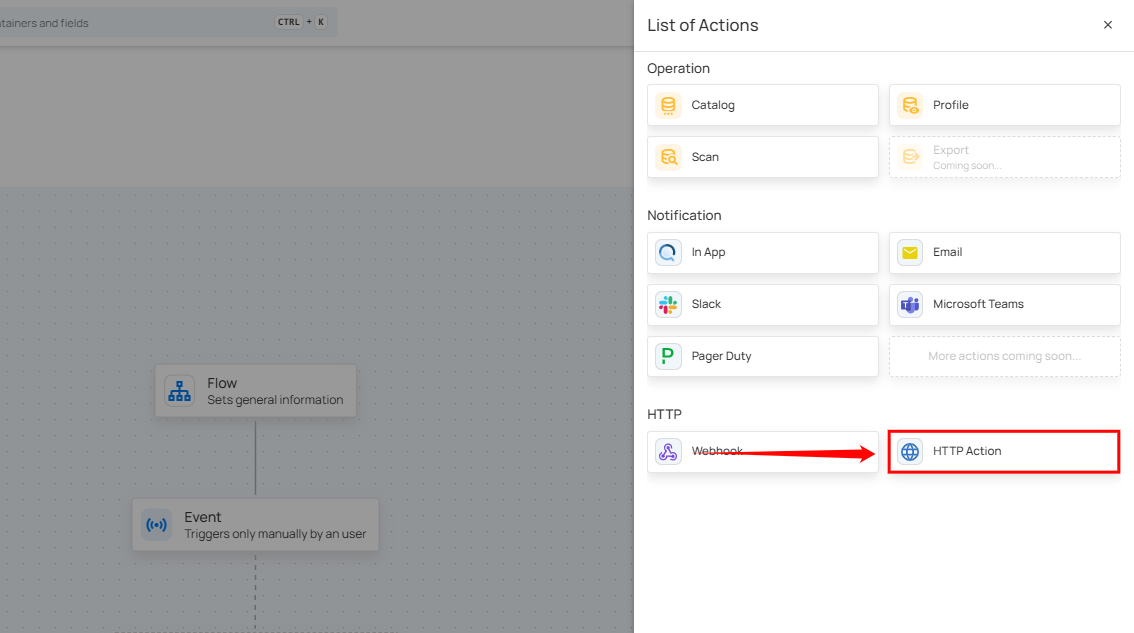 containers and fields
CTRL + K
List of Actions
Operation
Catalog
Profile
Scan
Export
Coming soon...
Notification
In App
Email
Slack
Microsoft Teams
Pager Duty
More actions coming soon...
HTTP
Webhook
HTTP Action
Flow
Sets general information
Event
Triggers only manually by an user